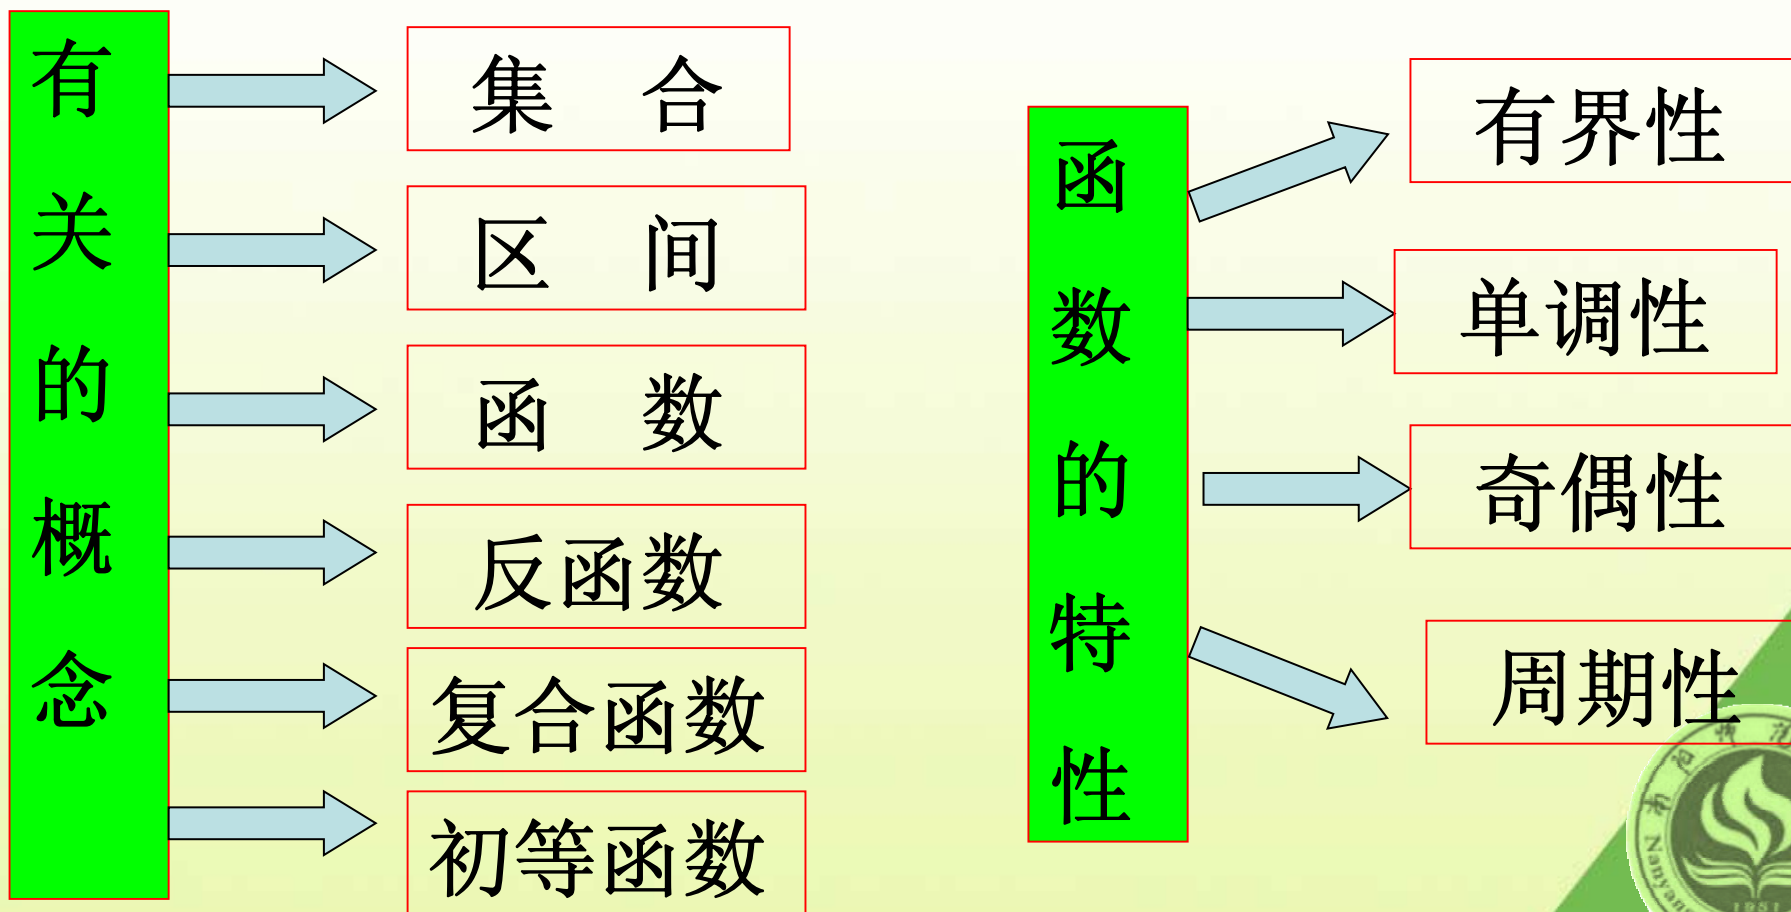 有关的概念
集 合
区 间
函 数
反函数
复合函数
初等函数
函数的特性
有界性
单调性
奇偶性
周期性
1951